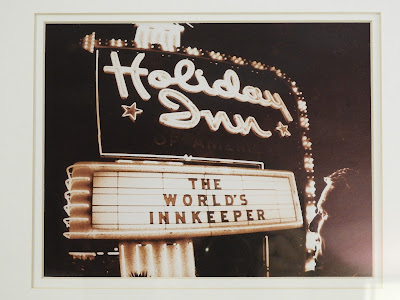 Holiday
Inn
OF AMERICA
THE
WORLD'S
INNKEEPER